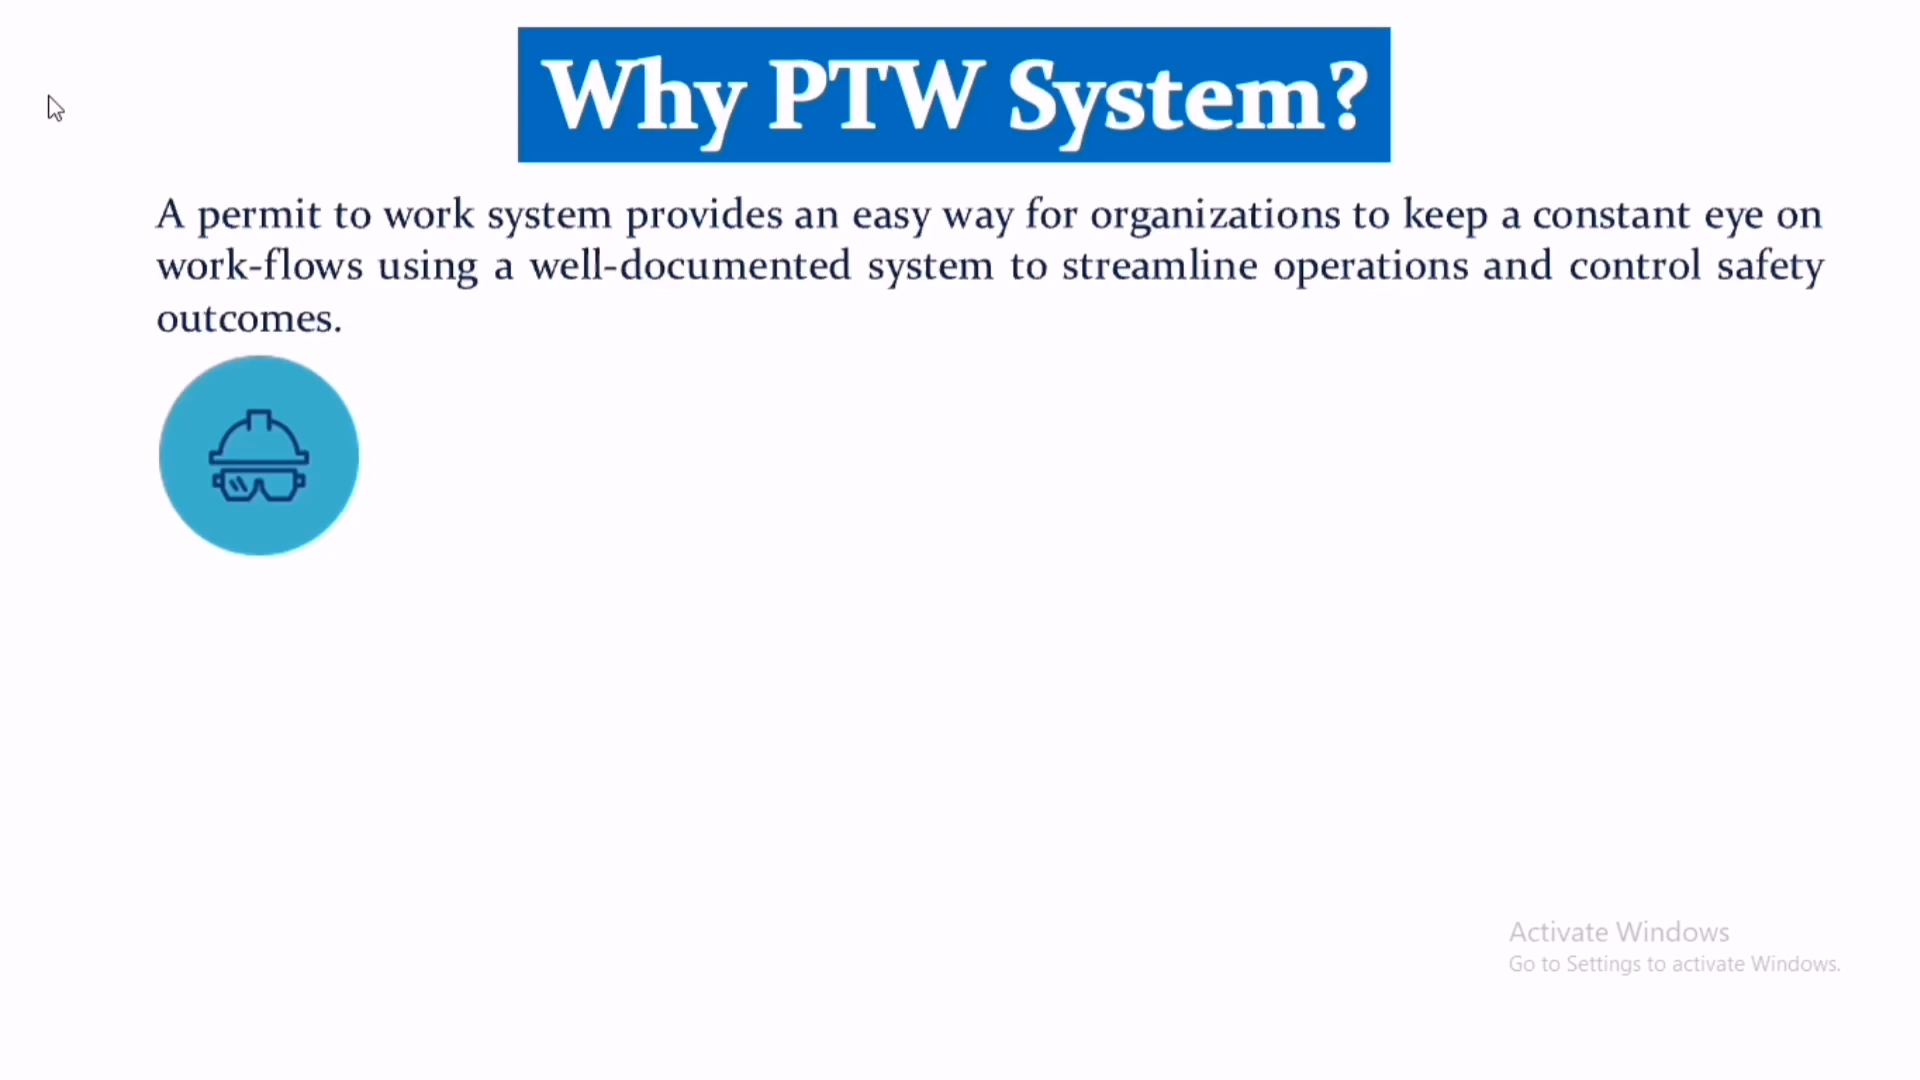 Why PTW System?
A permit to work system provides an easy way for organizations to keep a constant eye on
work-flows using a well-documented system to streamline operations and control safety
outcomes.
Activate Windows
Go to Settings to activate Windows.